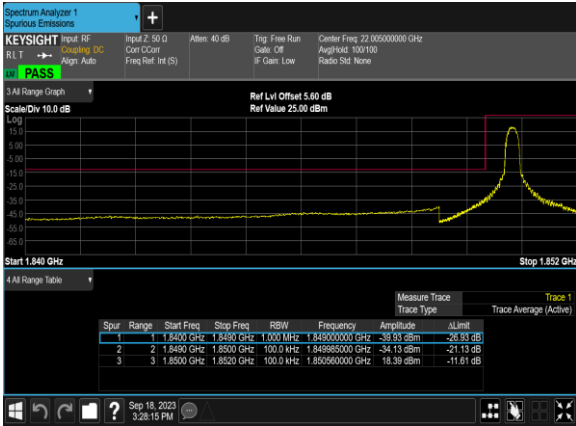 Spectrum Analyzer 1
Spurious Emissions
+
KEYSIGHT Input: RF Input Z: 50 Ω Atten: 40 dB Trig: Free Run Center Freq: 22.005000000 GHz
RLT Coupling: DC Corr CCorr Gate: Off Avg|Hold: 100/100
Align: Auto Freq Ref: Int (S) IF Gain: Low Radio Std: None
PASS
3 All Range Graph
Ref Lvl Offset 5.60 dB
Scale/Div 10.0 dB Ref Value 25.00 dBm
Log
15.0
5.00
-5.00
-15.0
-25.0
-35.0
-45.0
-55.0
-65.0
Start 1.840 GHz Stop 1.852 GHz
4 All Range Table
Measure Trace Trace 1
Trace Type Trace Average (Active)
Spur Range Start Freq Stop Freq RBW Frequency Amplitude ΔLimit
1 1 1.8400 GHz 1.8490 GHz 1.000 MHz 1.849000000 GHz -39.93 dBm -26.93 dB
2 2 1.8490 GHz 1.8500 GHz 100.0 kHz 1.849985000 GHz -34.13 dBm -21.13 dB
3 3 1.8500 GHz 1.8520 GHz 100.0 kHz 1.850560000 GHz 18.39 dBm -11.61 dB
? Sep 18, 2023
3:28:15 PM